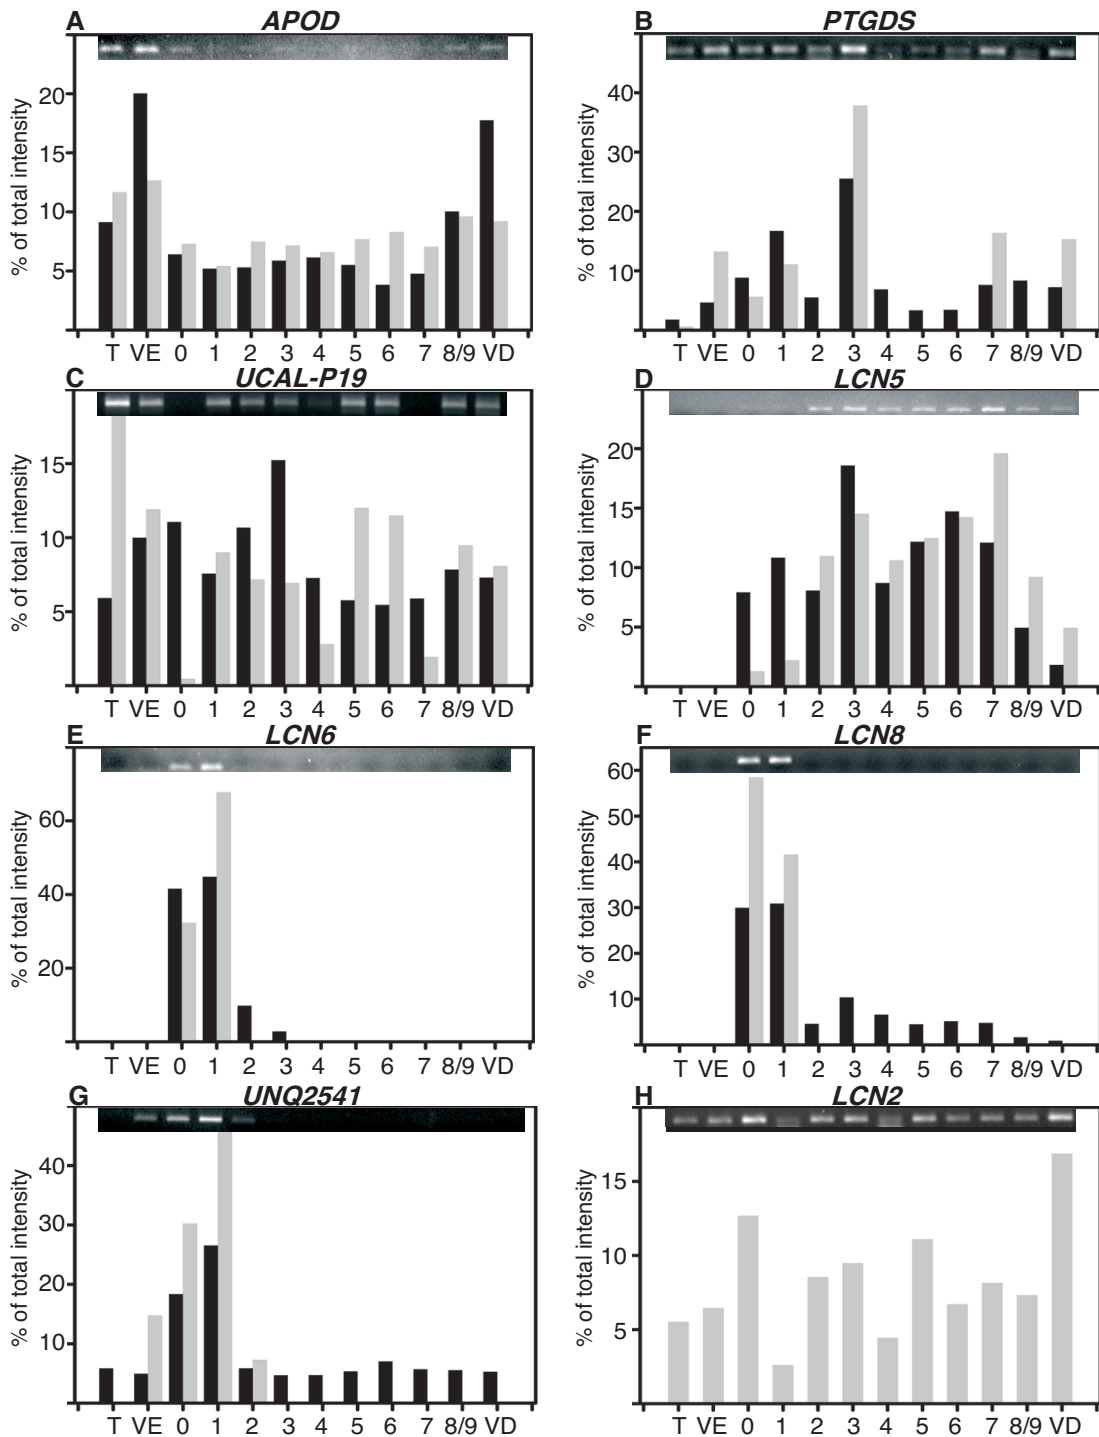 A APOD
% of total intensity
20
15
10
5
T VE 0 1 2 3 4 5 6 7 8/9 VD
B PTGDS
% of total intensity
40
30
20
10
T VE 0 1 2 3 4 5 6 7 8/9 VD
C UCAL-P19
% of total intensity
15
10
5
T VE 0 1 2 3 4 5 6 7 8/9 VD
D LCN5
% of total intensity
20
15
10
5
T VE 0 1 2 3 4 5 6 7 8/9 VD
E LCN6
% of total intensity
60
40
20
T VE 0 1 2 3 4 5 6 7 8/9 VD
F LCN8
% of total intensity
60
50
40
30
20
10
T VE 0 1 2 3 4 5 6 7 8/9 VD
G UNQ2541
% of total intensity
40
30
20
10
T VE 0 1 2 3 4 5 6 7 8/9 VD
H LCN2
% of total intensity
15
10
5
T VE 0 1 2 3 4 5 6 7 8/9 VD